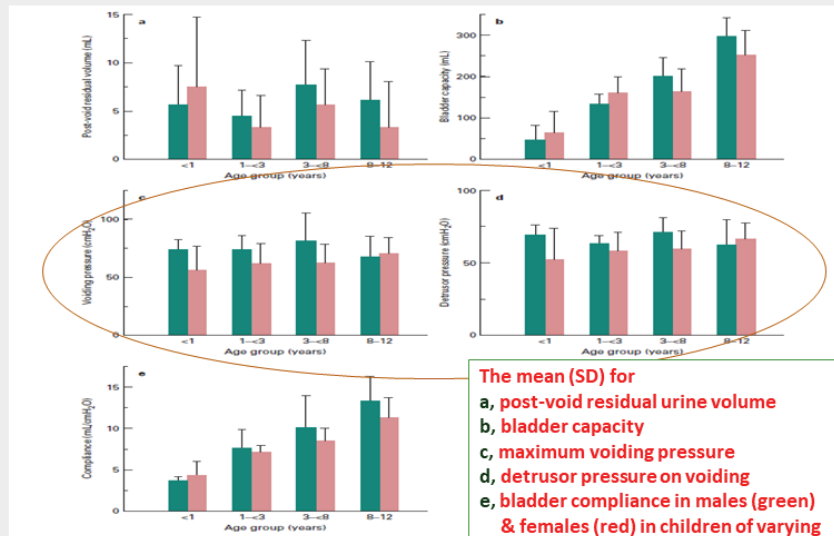 a
15
10
5
0
Post-void residual volume (mL)
<1
1–<3
3–<8
8–12
Age group (years)
b
300
200
100
0
Bladder capacity (mL)
<1
1–<3
3–<8
8–12
Age group (years)
c
100
50
0
Voiding pressure (cmH₂O)
<1
1–<3
3–<8
8–12
Age group (years)
d
100
50
0
Detrusor pressure (cmH₂O)
<1
1–<3
3–<8
8–12
Age group (years)
e
15
10
5
0
Compliance (mL/cmH₂O)
<1
1–<3
3–<8
8–12
Age group (years)
The mean (SD) for
a, post-void residual urine volume
b, bladder capacity
c, maximum voiding pressure
d, detrusor pressure on voiding
e, bladder compliance in males (green)
& females (red) in children of varying